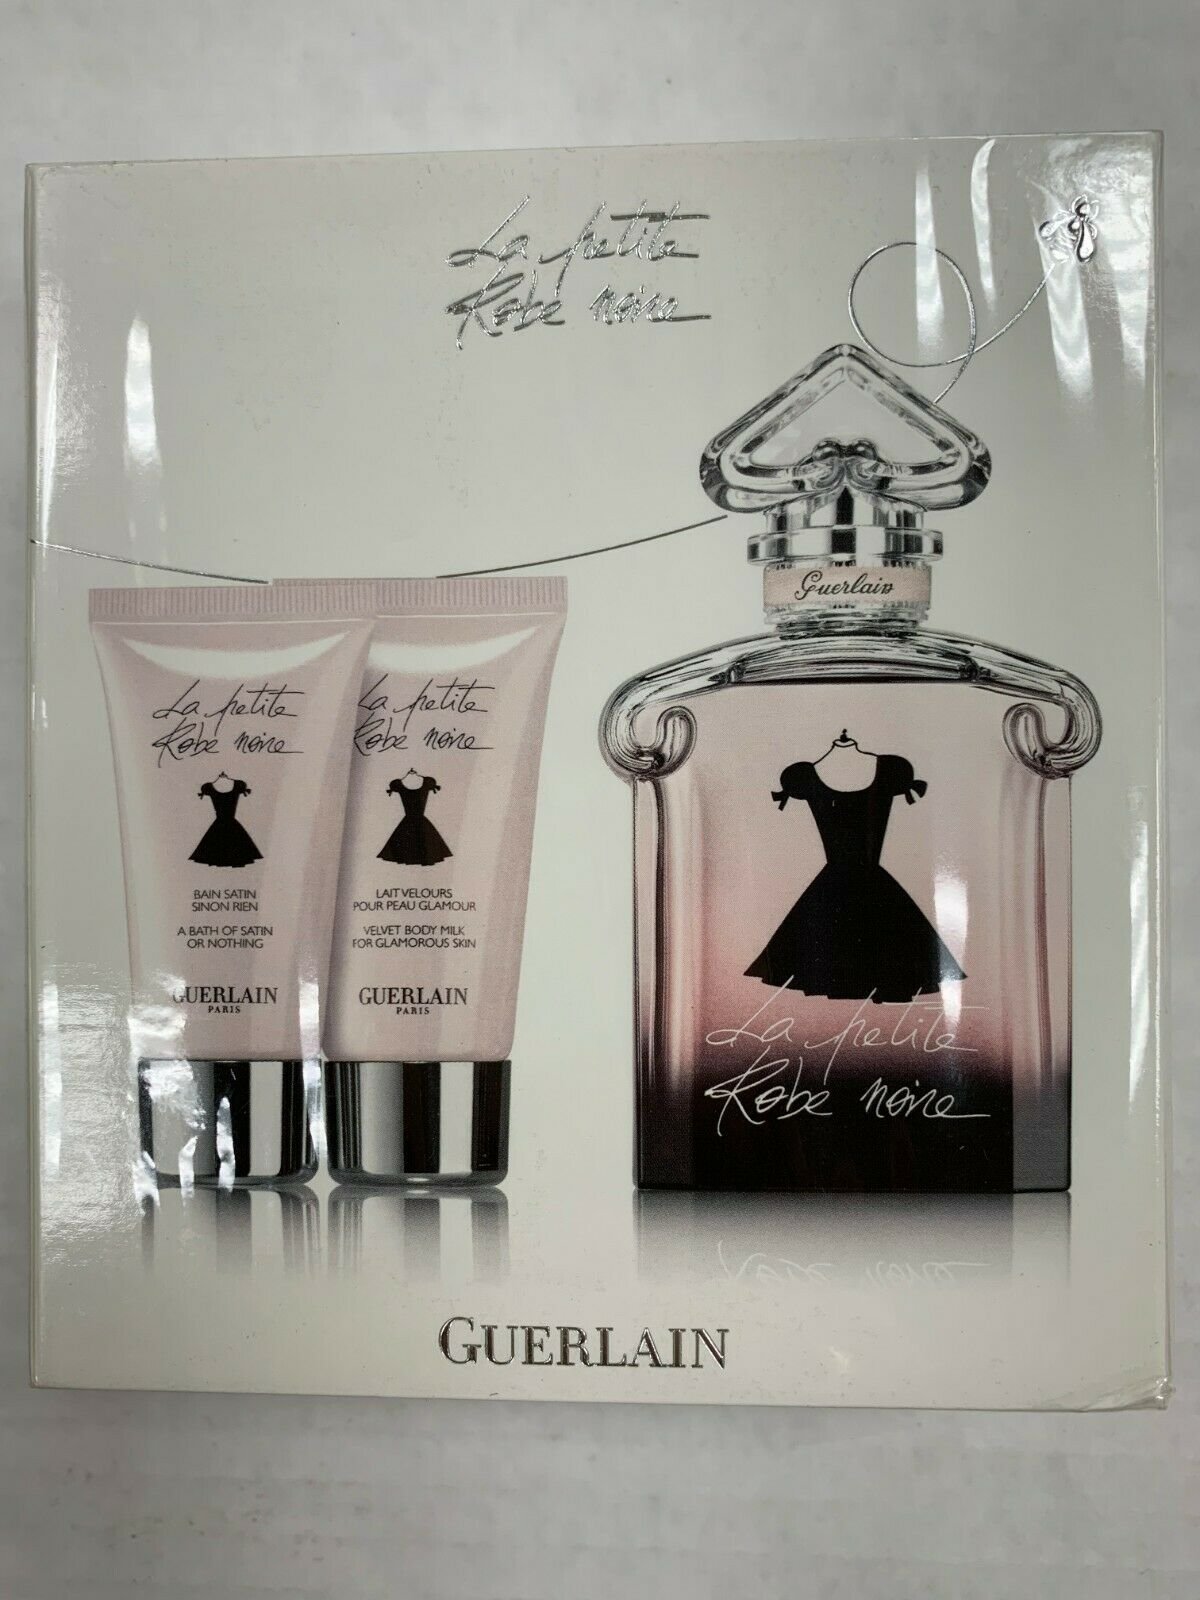 La petite
Robe noire
Guerlain
La petite
Robe noire
BAIN SATIN
SINON RIEN
A BATH OF SATIN
OR NOTHING
GUERLAIN
PARIS
La petite
Robe noire
LAIT VELOURS
POUR PEAU GLAMOUR
VELVET BODY MILK
FOR GLAMOROUS SKIN
GUERLAIN
PARIS
La petite
Robe noire
GUERLAIN